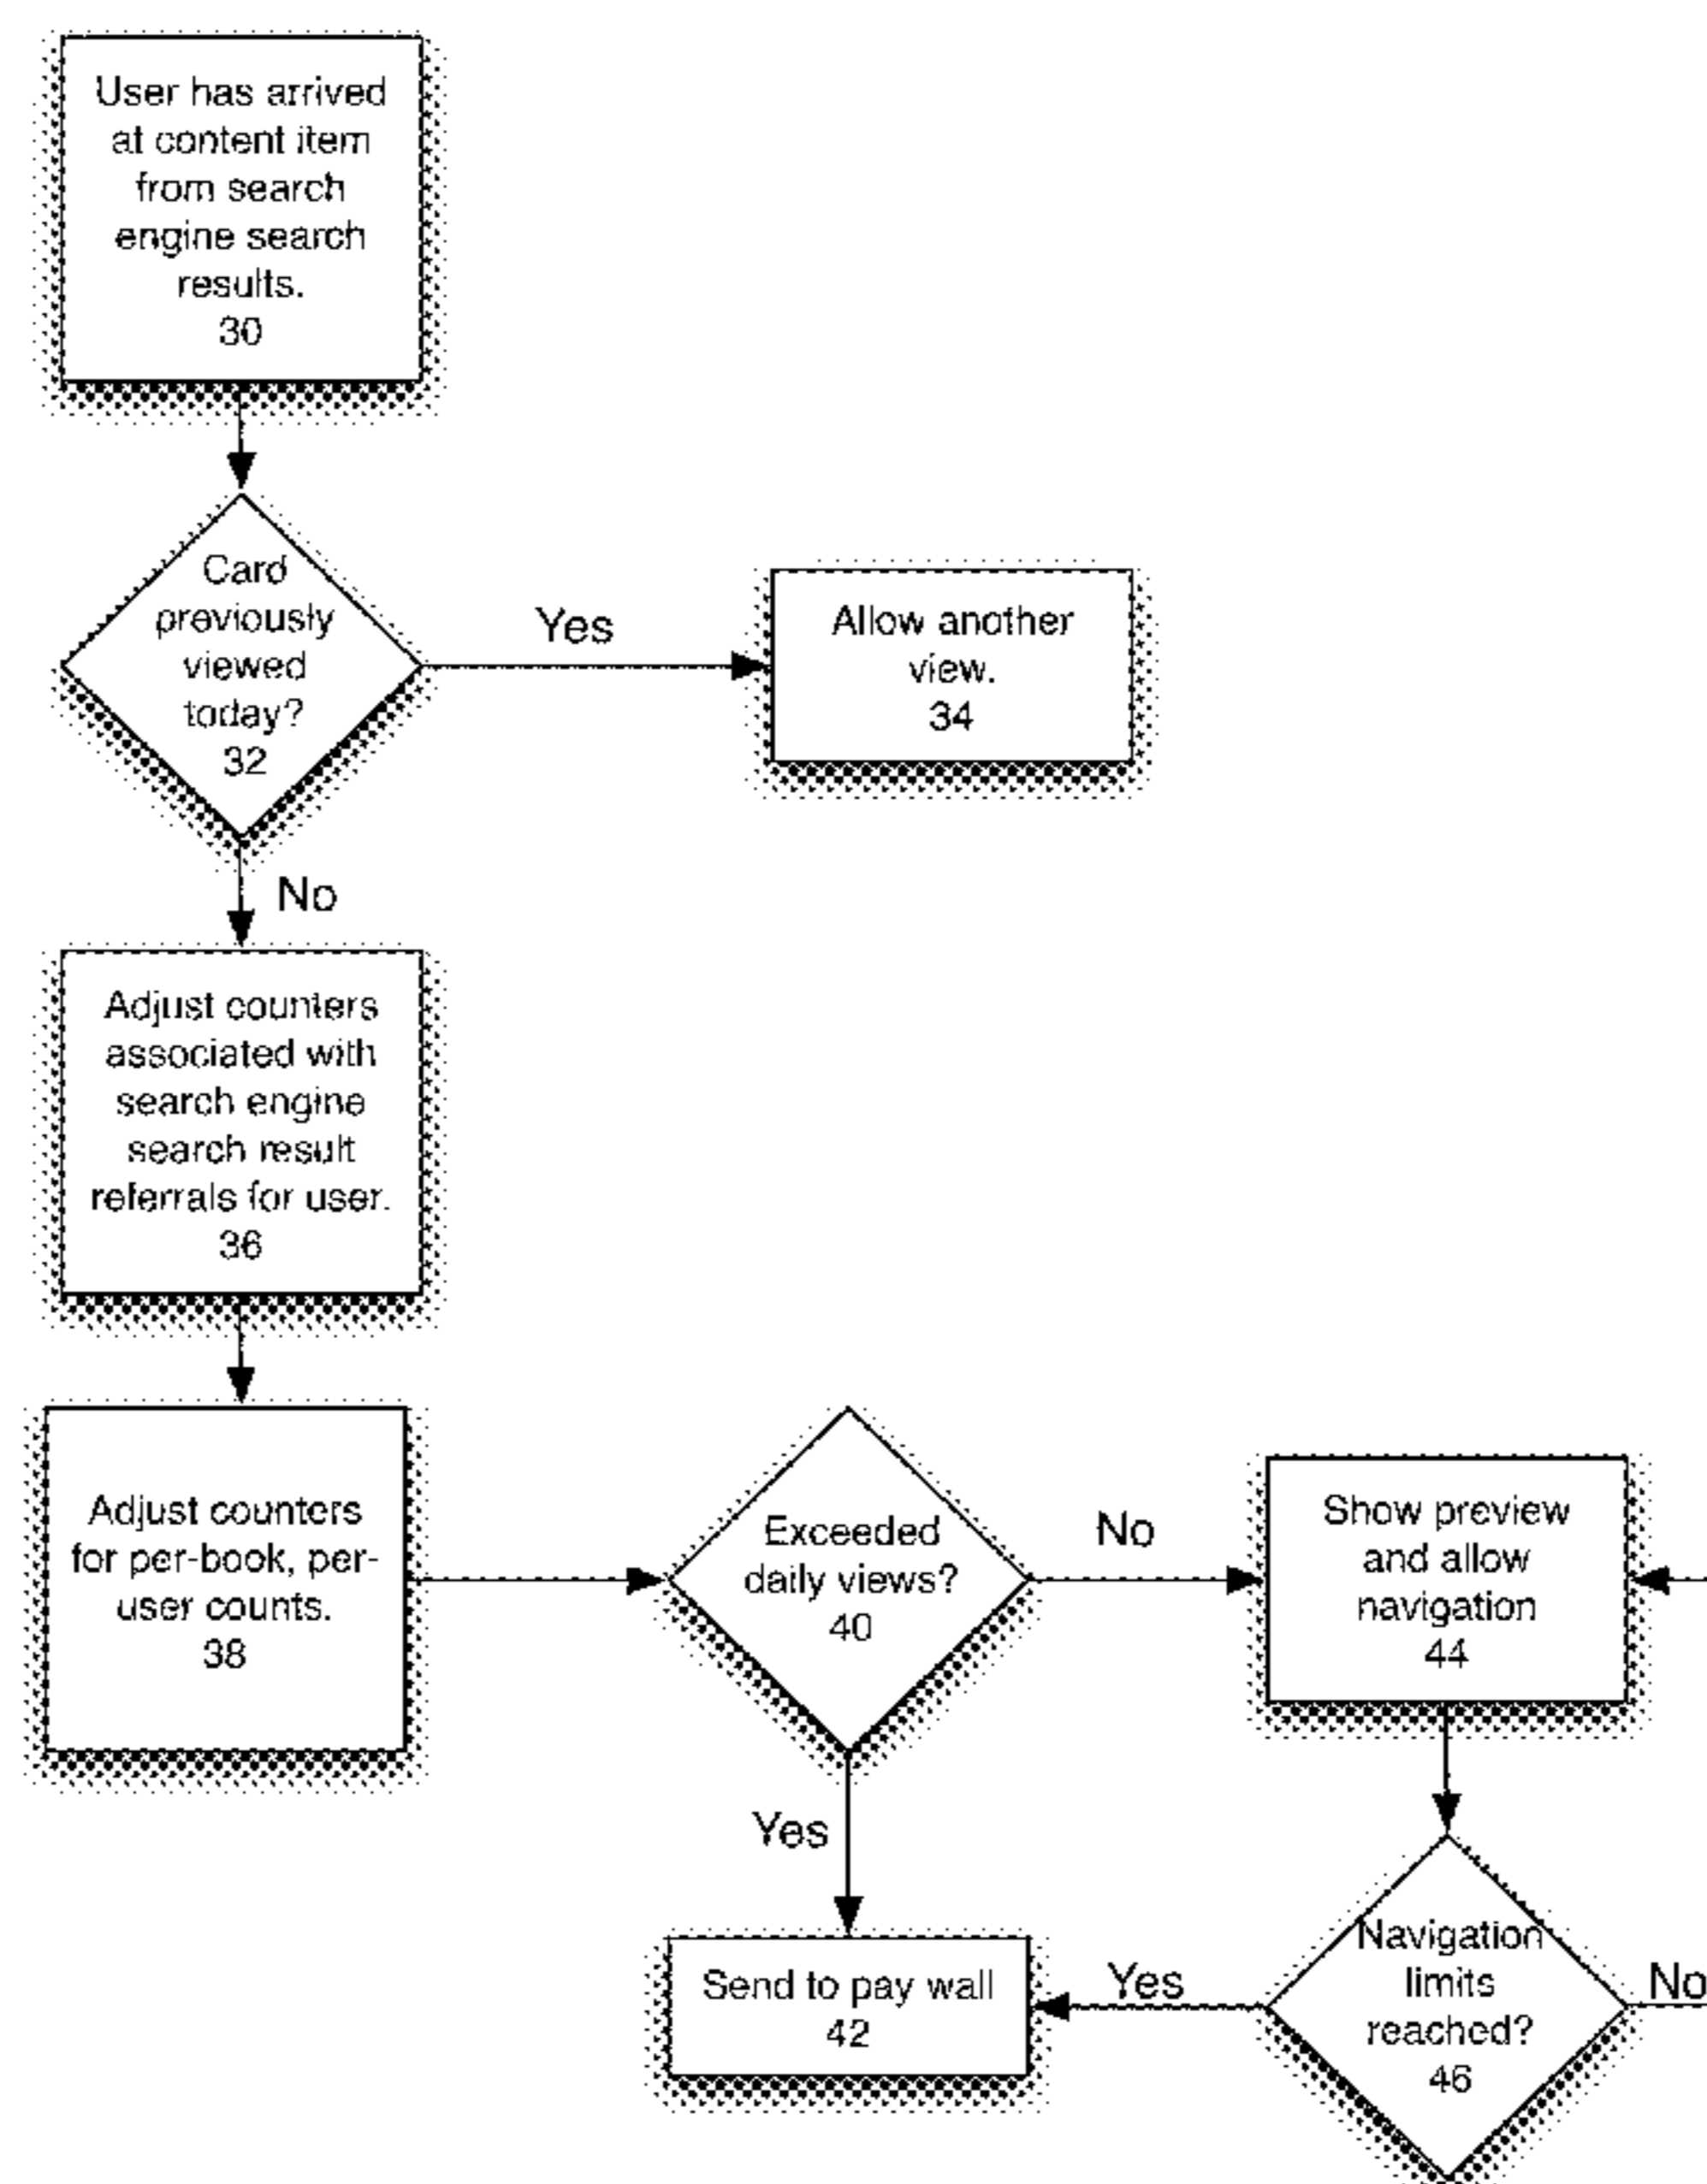 User has arrived
at content item
from search
engine search
results.
30
Card
previously
viewed
today?
32
Yes
Allow another
view.
34
No
Adjust counters
associated with
search engine
search result
referrals for user.
36
Adjust counters
for per-book, per-
user counts.
38
Exceeded
daily views?
40
No
Show preview
and allow
navigation
44
Yes
Send to pay wall
42
Yes
Navigation
limits
reached?
46
No